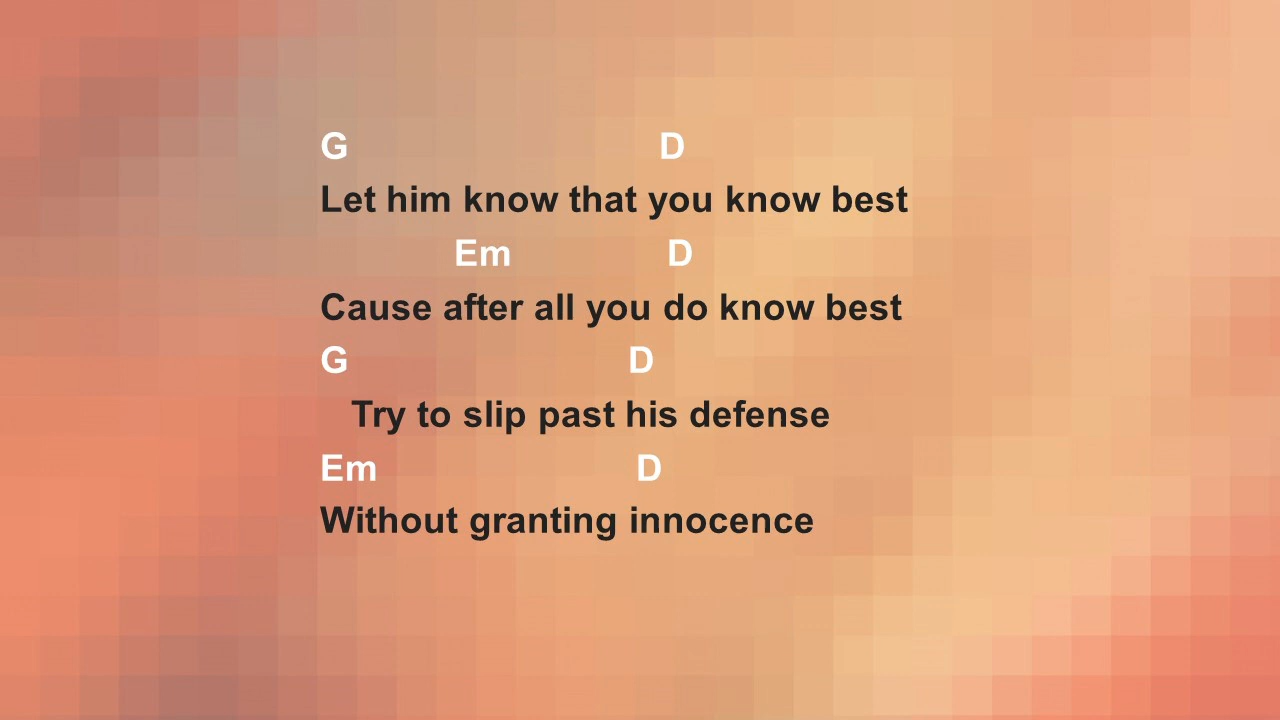 G D
Let him know that you know best
Em D
Cause after all you do know best
G D
Try to slip past his defense
Em D
Without granting innocence